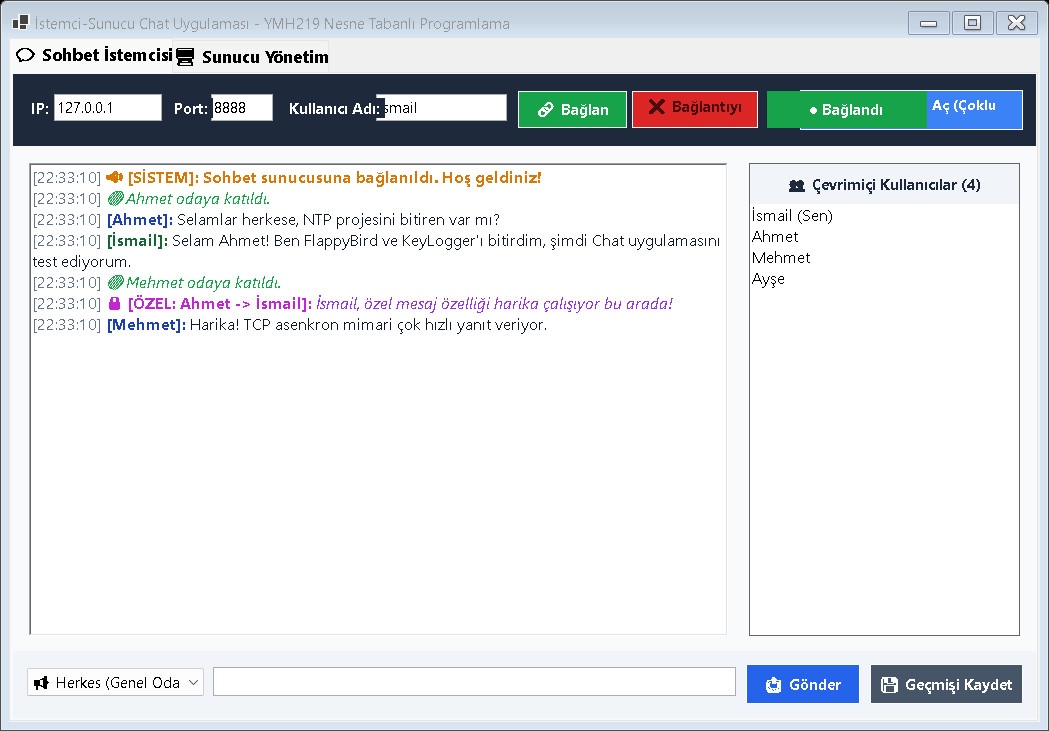 İstemci-Sunucu Chat Uygulaması - YMH219 Nesne Tabanlı Programlama
Sohbet İstemcisi Sunucu Yönetim
IP: 127.0.0.1 Port: 8888 Kullanıcı Adı: smail Bağlan Bağlantıyı ● Bağlandı Aç (Çoklu
[22:33:10] [SİSTEM]: Sohbet sunucusuna bağlanıldı. Hoş geldiniz!
[22:33:10] Ahmet odaya katıldı.
[22:33:10] [Ahmet]: Selamlar herkese, NTP projesini bitiren var mı?
[22:33:10] [İsmail]: Selam Ahmet! Ben FlappyBird ve KeyLogger'ı bitirdim, şimdi Chat uygulamasını
test ediyorum.
[22:33:10] Mehmet odaya katıldı.
[22:33:10] [ÖZEL: Ahmet -> İsmail]: İsmail, özel mesaj özelliği harika çalışıyor bu arada!
[22:33:10] [Mehmet]: Harika! TCP asenkron mimari çok hızlı yanıt veriyor.
Çevrimiçi Kullanıcılar (4)
İsmail (Sen)
Ahmet
Mehmet
Ayşe
Herkes (Genel Oda Gönder Geçmişi Kaydet